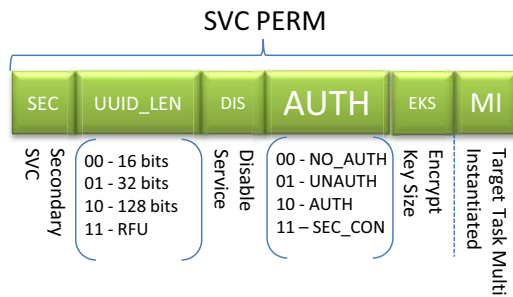 SVC PERM
SEC
UUID_LEN
DIS
AUTH
EKS
MI
Secondary
SVC
00 - 16 bits
01 - 32 bits
10 - 128 bits
11 - RFU
Disable
Service
00 - NO_AUTH
01 - UNAUTH
10 - AUTH
11 – SEC_CON
Encrypt
Key Size
Target Task Multi
Instantiated